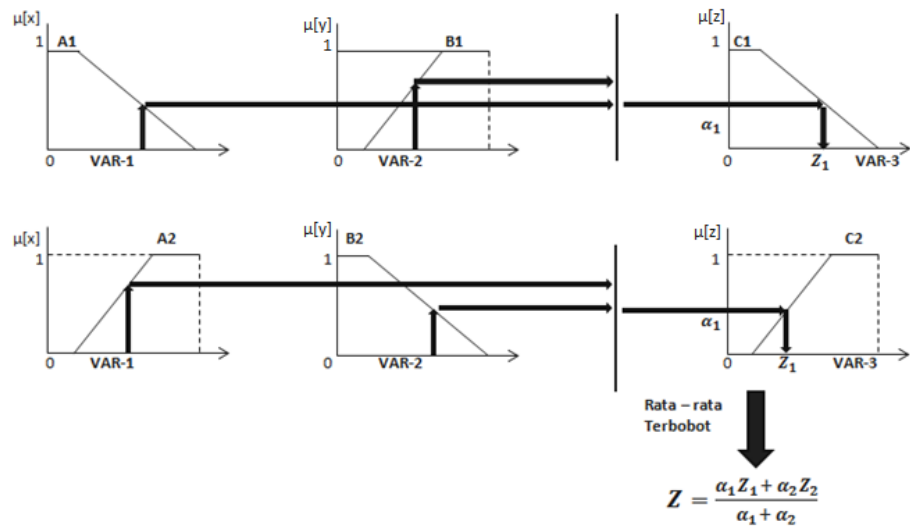 μ[x]
1
A1
0
VAR-1
μ[y]
1
B1
0
VAR-2
μ[z]
1
C1
α₁
0
Z₁
VAR-3
μ[x]
1
A2
0
VAR-1
μ[y]
1
B2
0
VAR-2
μ[z]
1
C2
α₁
0
Z₁
VAR-3
Rata – rata
Terbobot
Z = (α₁Z₁ + α₂Z₂) / (α₁ + α₂)